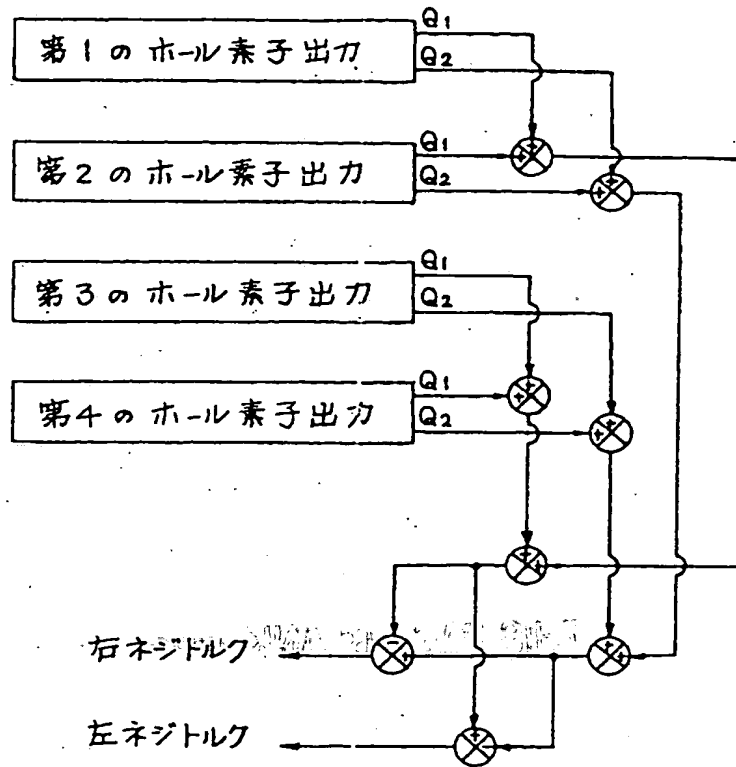 第1のホール素子出力
Q1
Q2
第2のホール素子出力
Q1
Q2
第3のホール素子出力
Q1
Q2
第4のホール素子出力
Q1
Q2
右ネジトルク
左ネジトルク